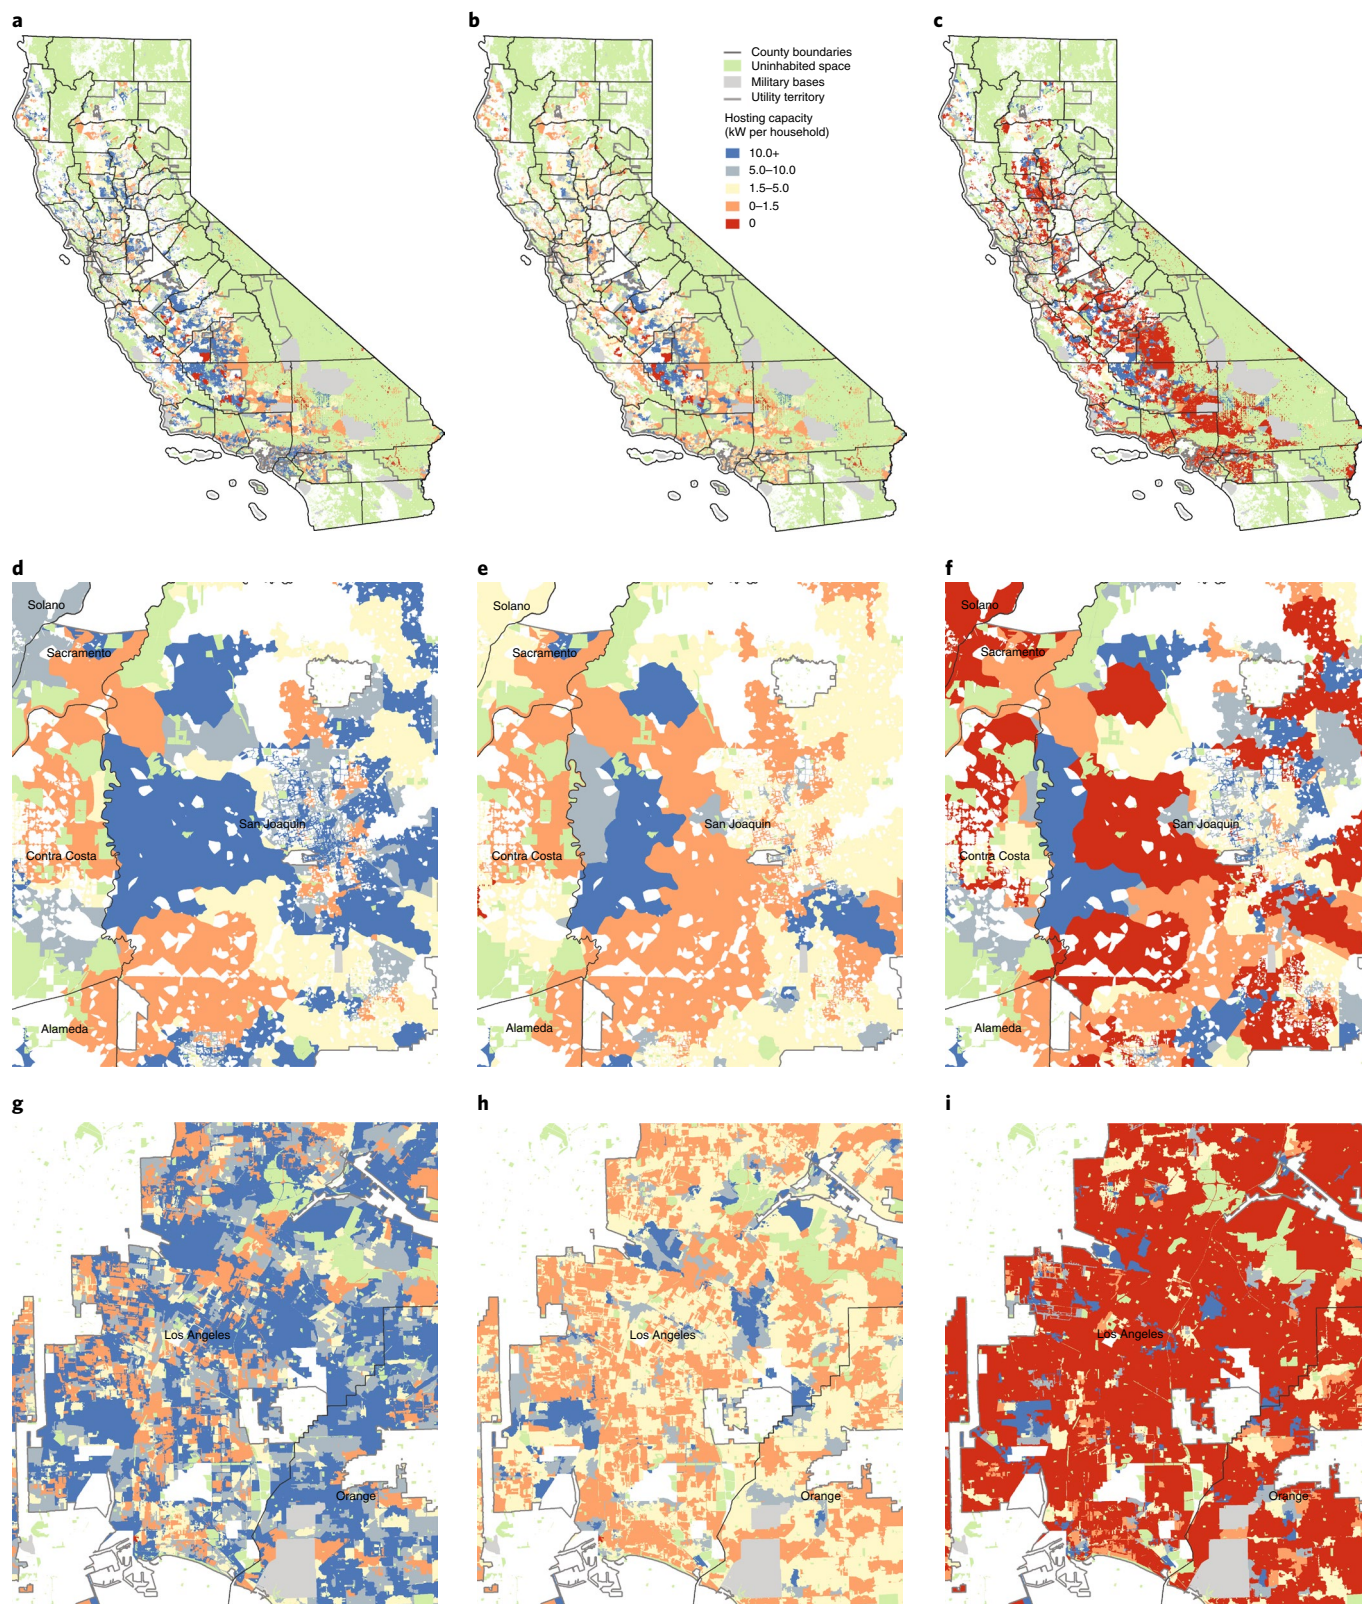 a
b
c
County boundaries
Uninhabited space
Military bases
Utility territory
Hosting capacity
(kW per household)
10.0+
5.0–10.0
1.5–5.0
0–1.5
0
d
e
f
Solano
Sacramento
San Joaquin
Contra Costa
Alameda
Solano
Sacramento
San Joaquin
Contra Costa
Alameda
Solano
Sacramento
San Joaquin
Contra Costa
Alameda
g
h
i
Los Angeles
Orange
Los Angeles
Orange
Los Angeles
Orange